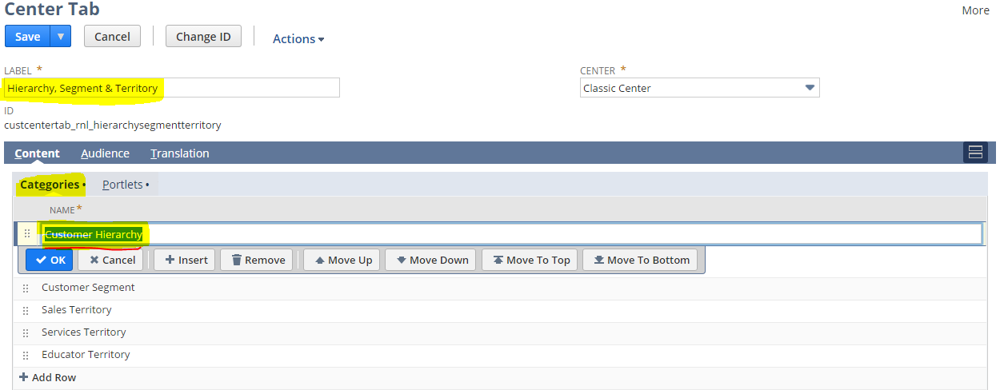 Center Tab
More
Save
Cancel
Change ID
Actions
LABEL *
CENTER *
Hierarchy, Segment & Territory
Classic Center
ID
custcentertab_rnl_hierarchysegmentterritory
Content Audience Translation
Categories • Portlets •
NAME *
Customer Hierarchy
OK Cancel Insert Remove Move Up Move Down Move To Top Move To Bottom
Customer Segment
Sales Territory
Services Territory
Educator Territory
Add Row